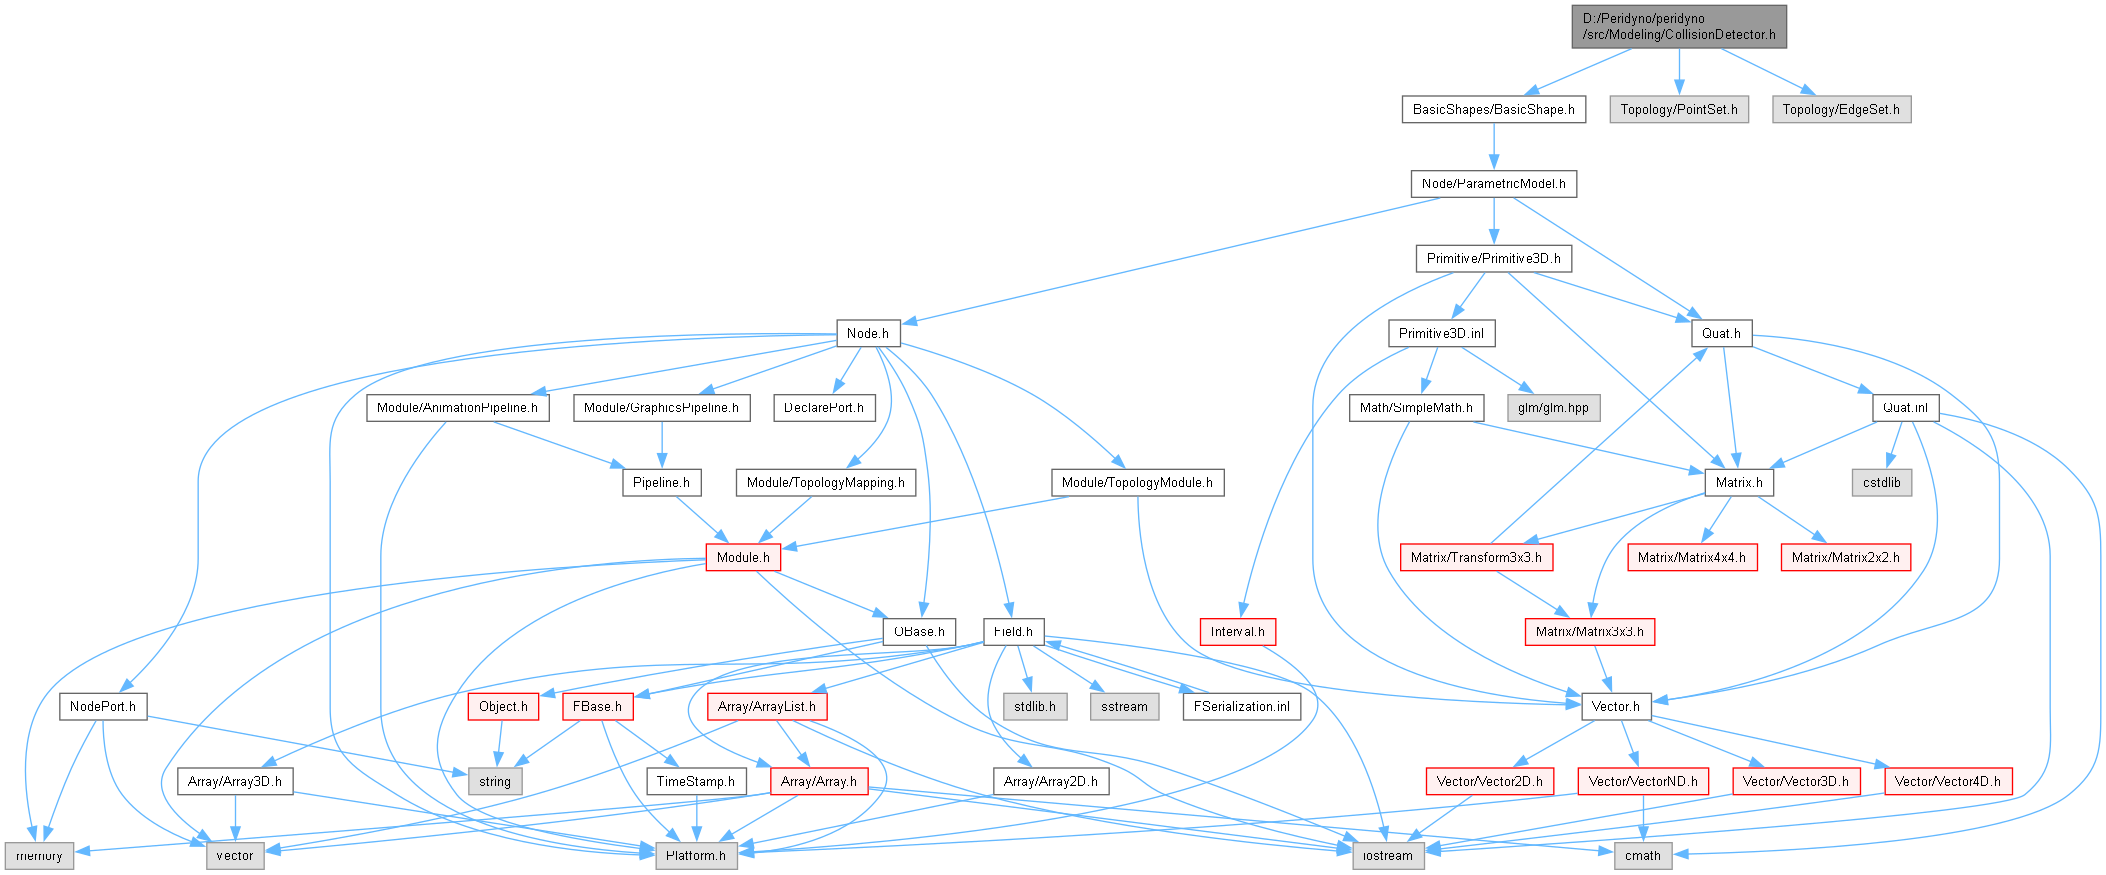 D:/Peridyno/peridyno
/src/Modeling/CollisionDetector.h
BasicShapes/BasicShape.h
Topology/PointSet.h
Topology/EdgeSet.h
Node/ParametricModel.h
Primitive/Primitive3D.h
Node.h
Primitive3D.inl
Quat.h
Module/AnimationPipeline.h
Module/GraphicsPipeline.h
DeclarePort.h
Math/SimpleMath.h
glm/glm.hpp
Quat.inl
Pipeline.h
Module/TopologyMapping.h
Module/TopologyModule.h
Matrix.h
cstdlib
Module.h
Matrix/Transform3x3.h
Matrix/Matrix4x4.h
Matrix/Matrix2x2.h
OBase.h
Field.h
Interval.h
Matrix/Matrix3x3.h
NodePort.h
Object.h
FBase.h
Array/ArrayList.h
stdlib.h
sstream
FSerialization.inl
Vector.h
Array/Array3D.h
string
TimeStamp.h
Array/Array.h
Array/Array2D.h
Vector/Vector2D.h
Vector/VectorND.h
Vector/Vector3D.h
Vector/Vector4D.h
memory
vector
Platform.h
iostream
cmath